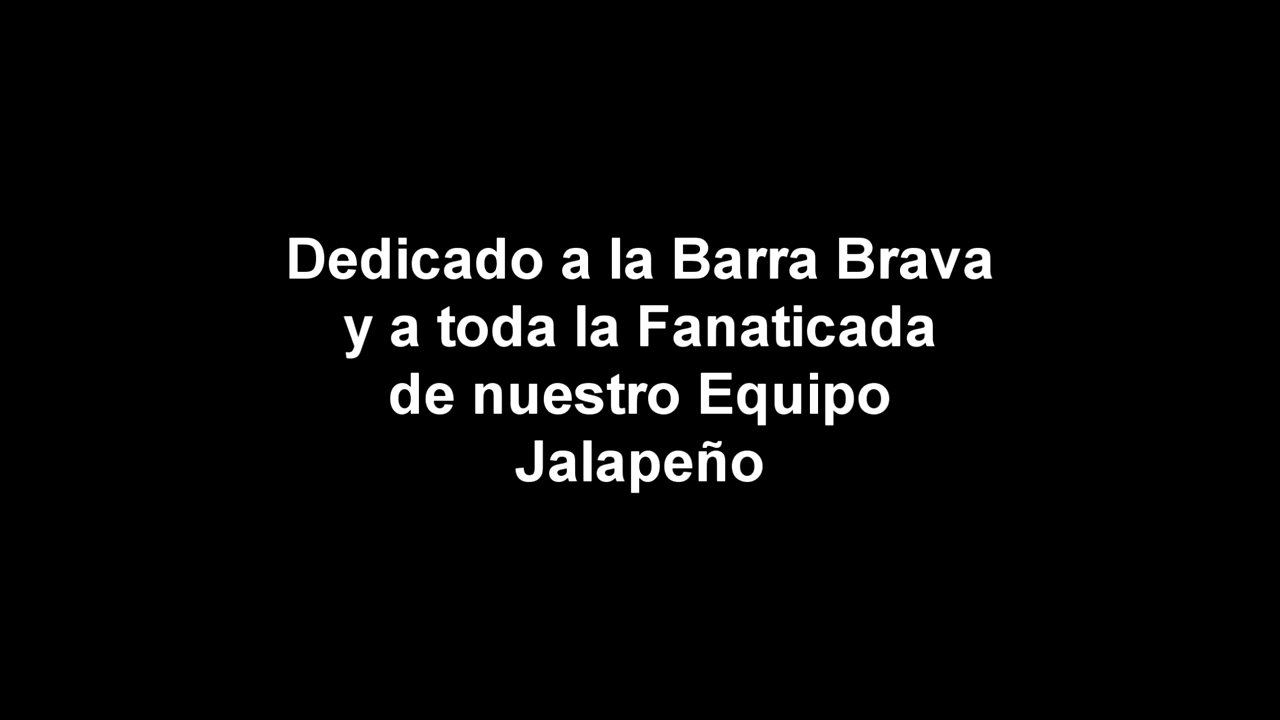 Dedicado a la Barra Brava
y a toda la Fanaticada
de nuestro Equipo
Jalapeño